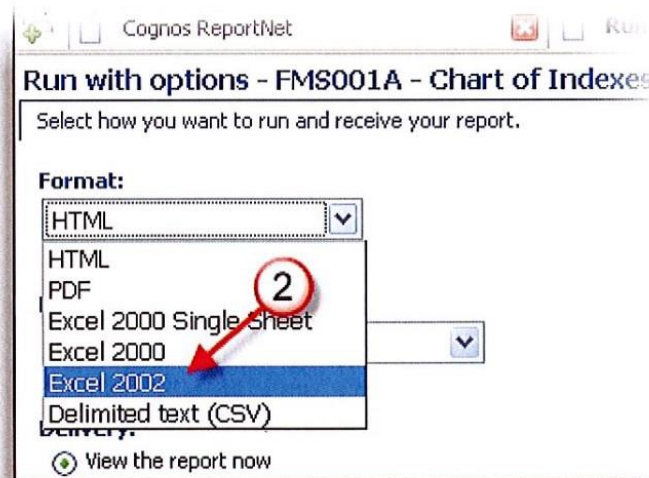 Cognos ReportNet
Run with options - FMS001A - Chart of Indexes
Select how you want to run and receive your report.
Format:
HTML
HTML
PDF
2
Excel 2000 Single Sheet
Excel 2000
Excel 2002
Delimited text (CSV)
Delivery:
View the report now